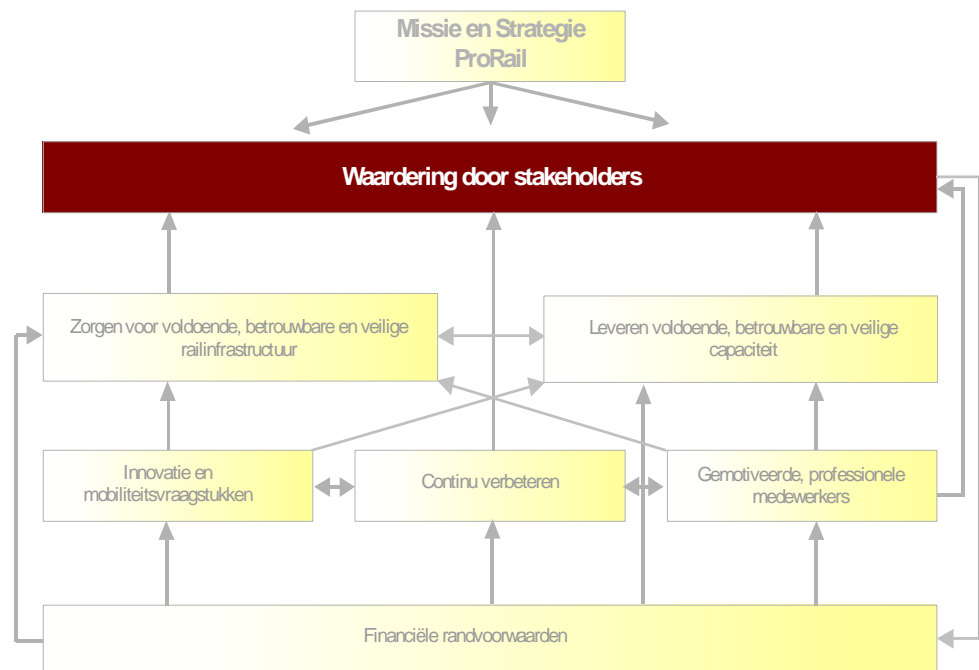 Missie en Strategie
ProRail
Waardering door stakeholders
Zorgen voor voldoende, betrouwbare en veilige
railinfrastructuur
Leveren voldoende, betrouwbare en veilige
capaciteit
Innovatie en
mobiliteitsvraagstukken
Continu verbeteren
Gemotiveerde, professionele
medewerkers
Financiële randvoorwaarden